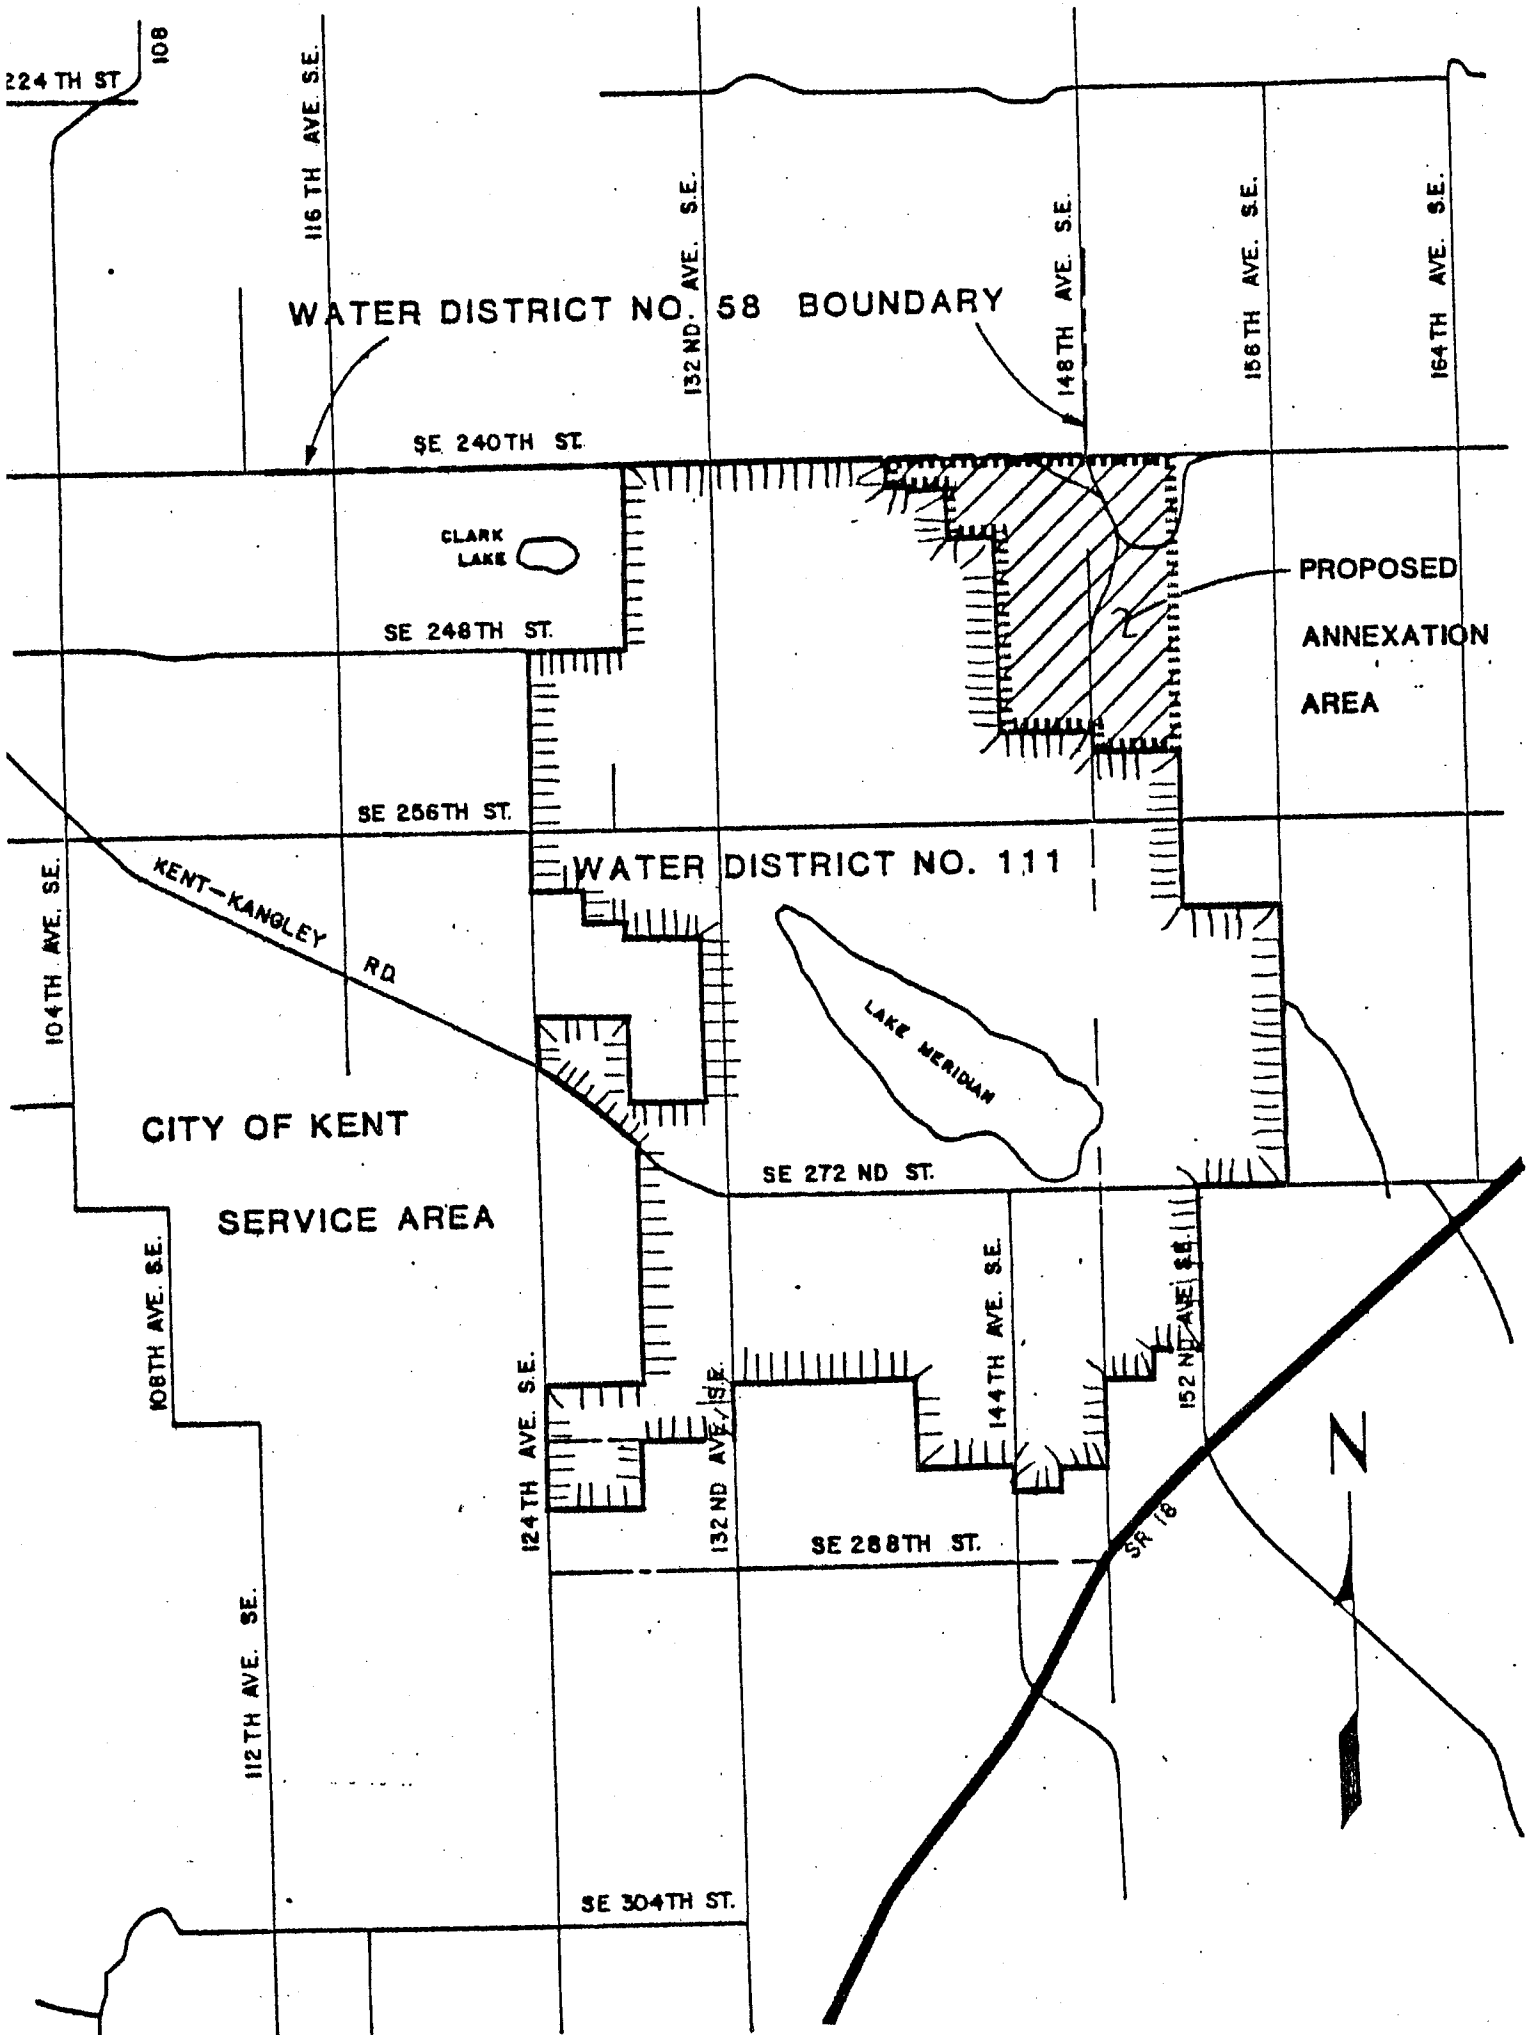 108
224 TH ST
116 TH AVE. S.E.
132 ND. AVE. S.E.
148TH AVE. S.E.
156TH AVE. S.E.
164TH AVE. S.E.
WATER DISTRICT NO. 58 BOUNDARY
SE 240TH ST.
CLARK
LAKE
SE 248TH ST.
PROPOSED
ANNEXATION
AREA
SE 256TH ST.
WATER DISTRICT NO. 111
KENT-KANGLEY RD.
104TH AVE. SE.
LAKE MERIDIAN
CITY OF KENT
SERVICE AREA
SE 272 ND ST.
108TH AVE. S.E.
124TH AVE. S.E.
132 ND AVE. S.E.
144TH AVE. S.E.
152 ND AVE. S.E.
N
SE 288TH ST.
SR 18
112TH AVE. SE.
SE 304TH ST.